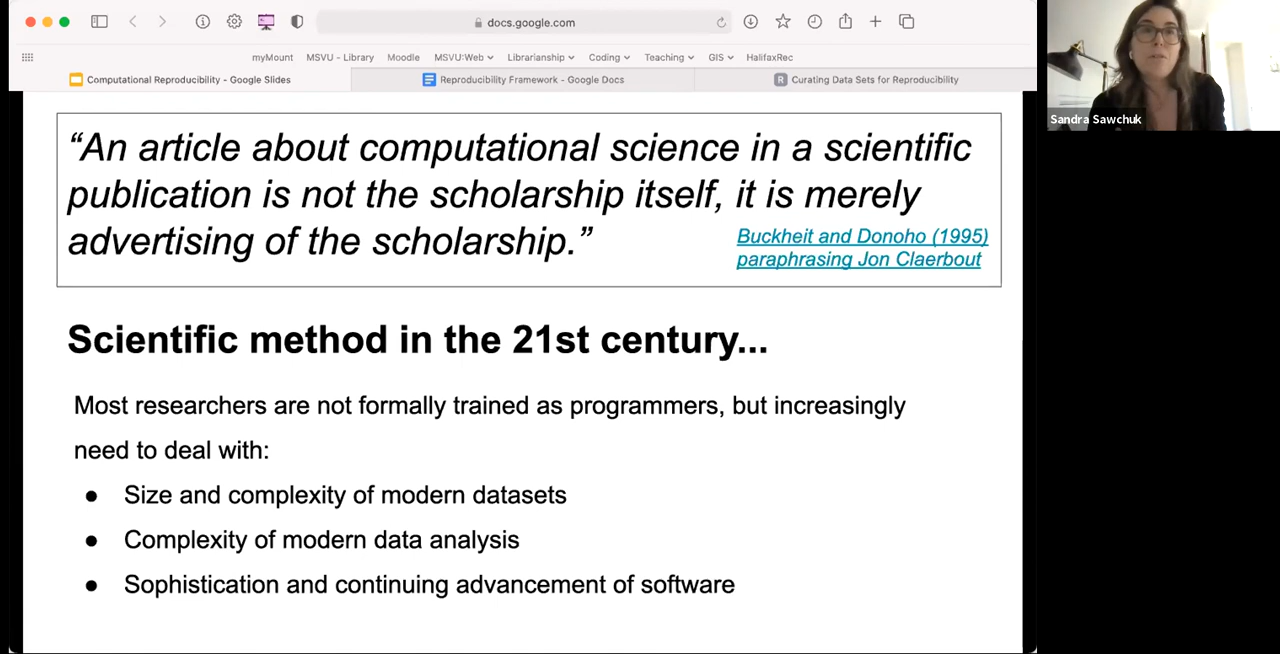 docs.google.com
myMount MSVU - Library Moodle MSVU:Web Librarianship Coding Teaching GIS HalifaxRec
Computational Reproducibility - Google Slides
Reproducibility Framework - Google Docs
R Curating Data Sets for Reproducibility
Sandra Sawchuk
“An article about computational science in a scientific
publication is not the scholarship itself, it is merely
advertising of the scholarship.”
Buckheit and Donoho (1995)
paraphrasing Jon Claerbout
Scientific method in the 21st century...
Most researchers are not formally trained as programmers, but increasingly
need to deal with:
● Size and complexity of modern datasets
● Complexity of modern data analysis
● Sophistication and continuing advancement of software